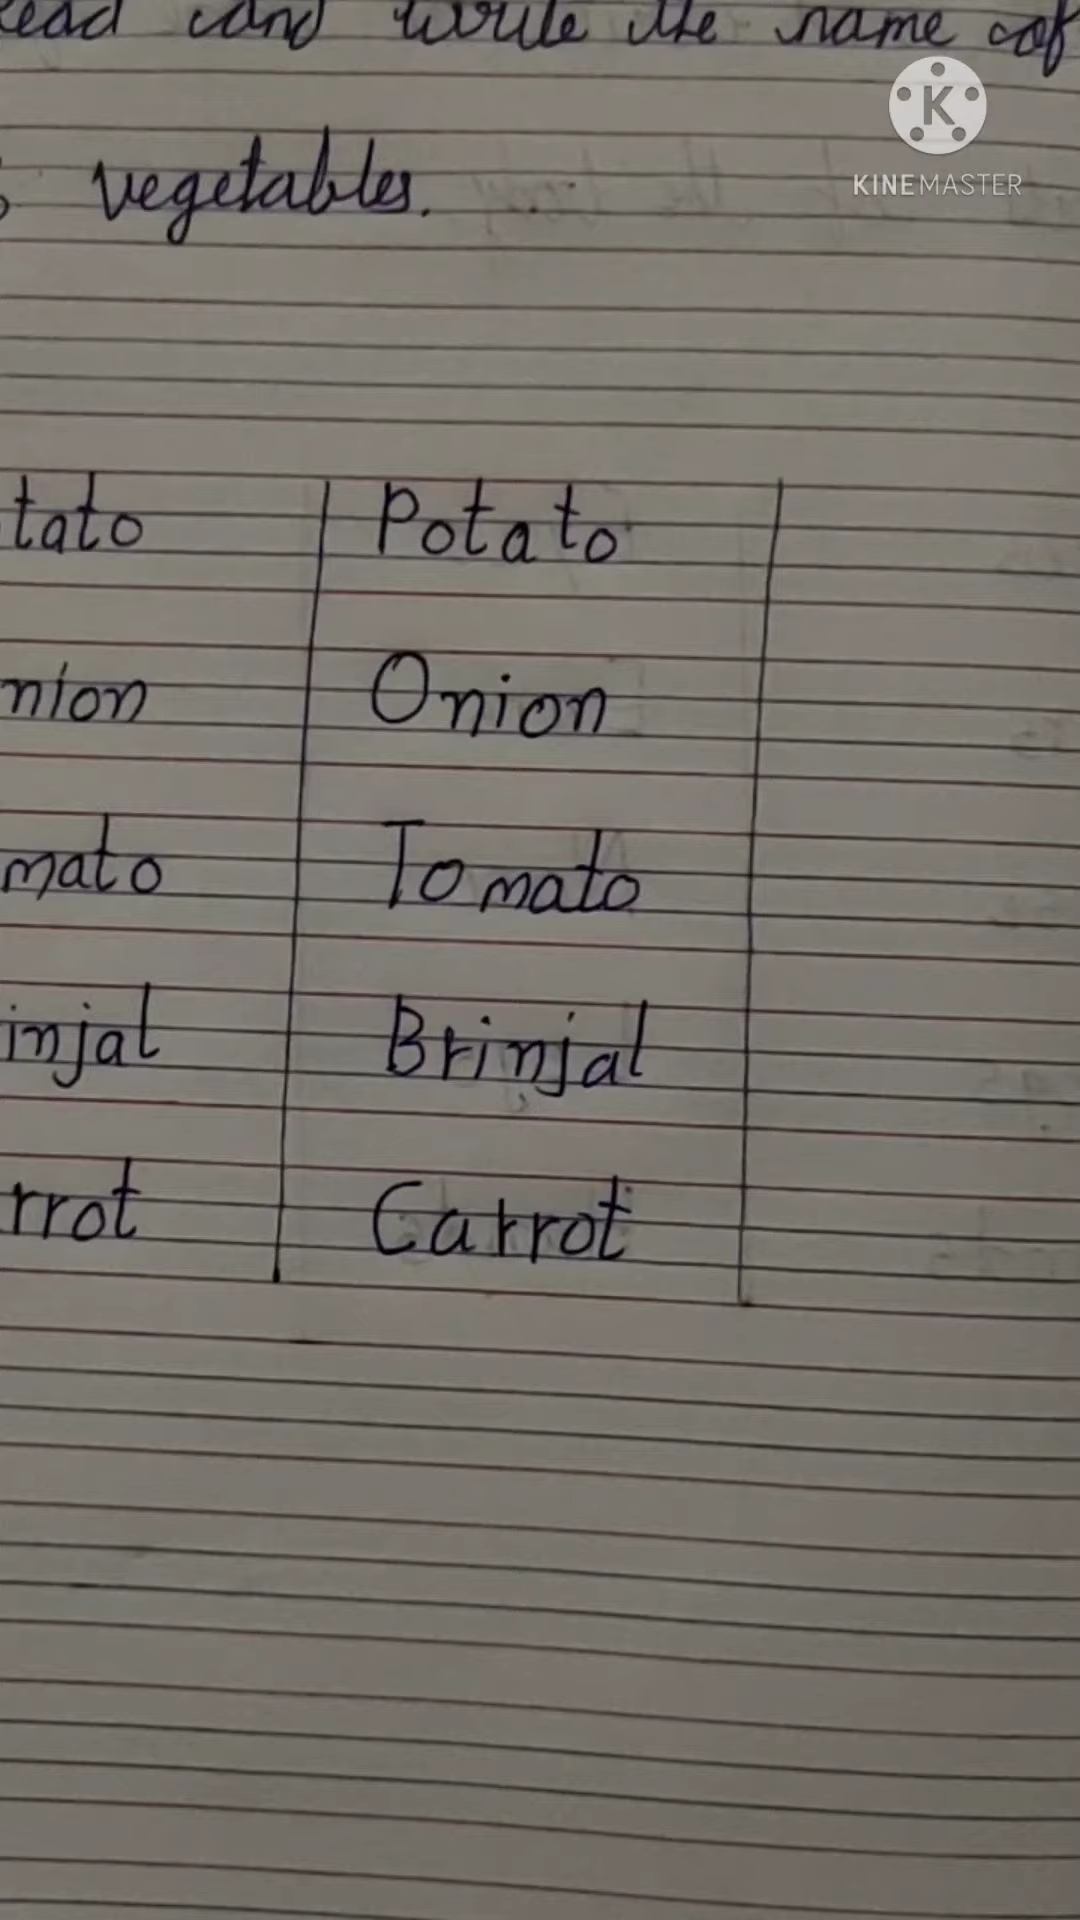 ead and write the name of
K
KINEMASTER
vegetables.
tato Potato
nion Onion
mato Tomato
injal Brinjal
rrot Carrot